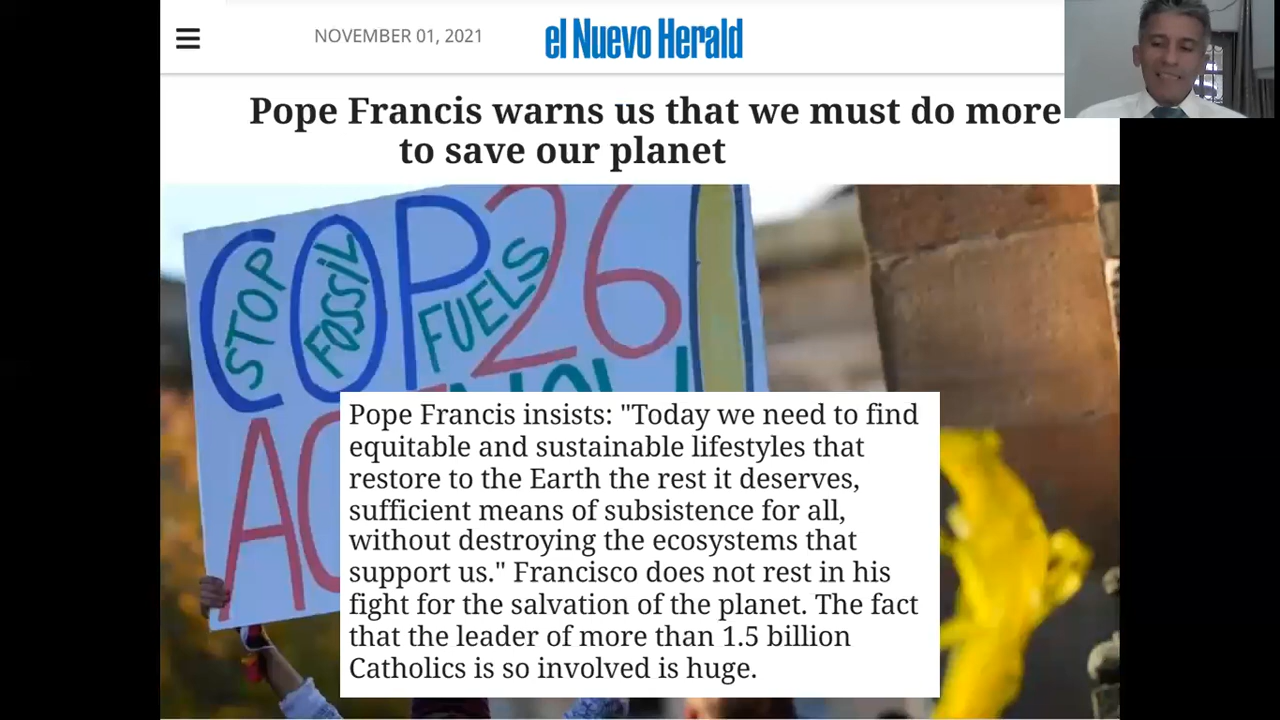 NOVEMBER 01, 2021
el Nuevo Herald
Pope Francis warns us that we must do more
to save our planet
COP26
STOP
FOSSIL
FUELS
Pope Francis insists: "Today we need to find
equitable and sustainable lifestyles that
restore to the Earth the rest it deserves,
sufficient means of subsistence for all,
without destroying the ecosystems that
support us." Francisco does not rest in his
fight for the salvation of the planet. The fact
that the leader of more than 1.5 billion
Catholics is so involved is huge.